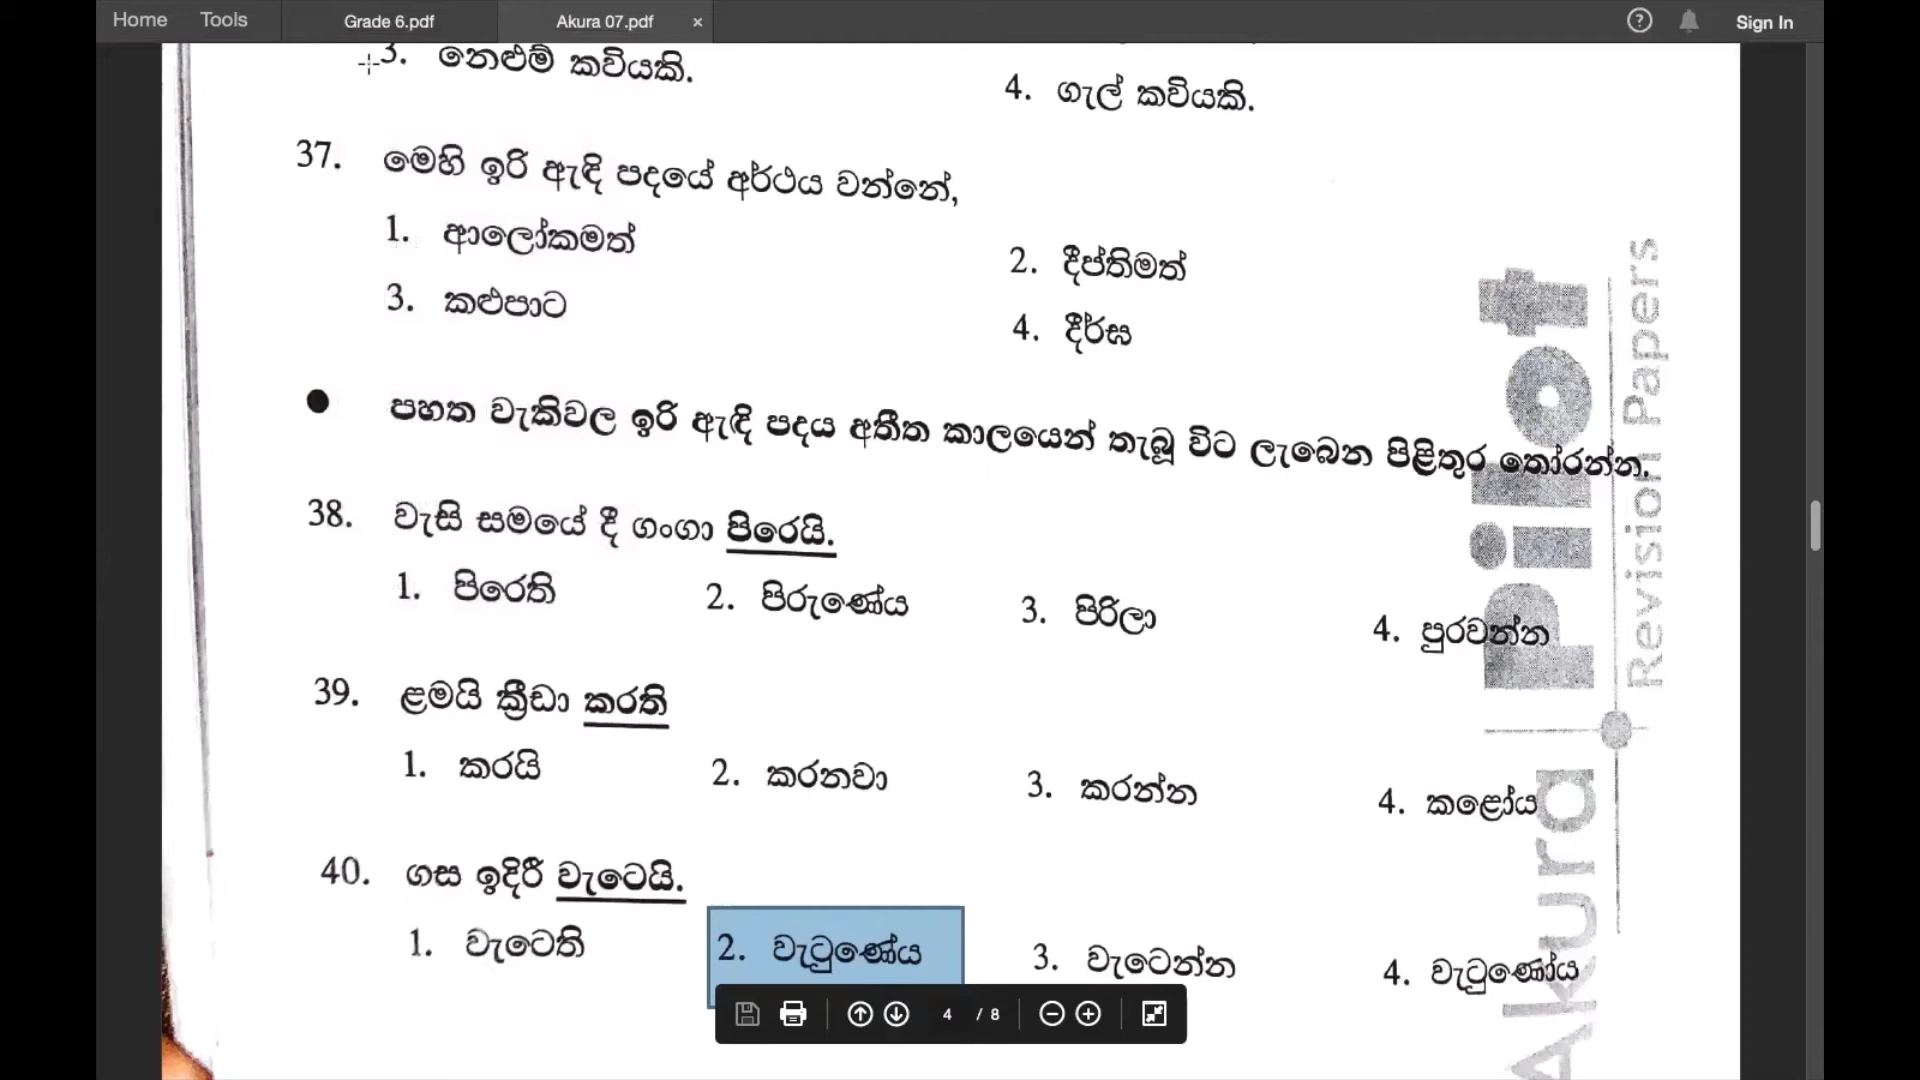 Home Tools Grade 6.pdf Akura 07.pdf × ? Sign In
3. නෙළුම් කවියකි.
4. ගැල් කවියකි.
37. මෙහි ඉරි ඇඳි පදයේ අර්ථය වන්නේ,
1. ආලෝකමත්
2. දීප්තිමත්
3. කළුපාට
4. දීර්ඝ
● පහත වැකිවල ඉරි ඇඳි පදය අතීත කාලයෙන් තැබූ විට ලැබෙන පිළිතුර තෝරන්න.
38. වැසි සමයේ දී ගංගා පිරෙයි.
1. පිරෙති 2. පිරුණේය 3. පිරිලා 4. පුරවන්න
39. ළමයි ක්‍රීඩා කරති
1. කරයි 2. කරනවා 3. කරන්න 4. කළෝය
40. ගස ඉදිරී වැටෙයි.
1. වැටෙති 2. වැටුණේය 3. වැටෙන්න 4. වැටුණෝය
4 / 8
Akura Pilot
Revision Papers